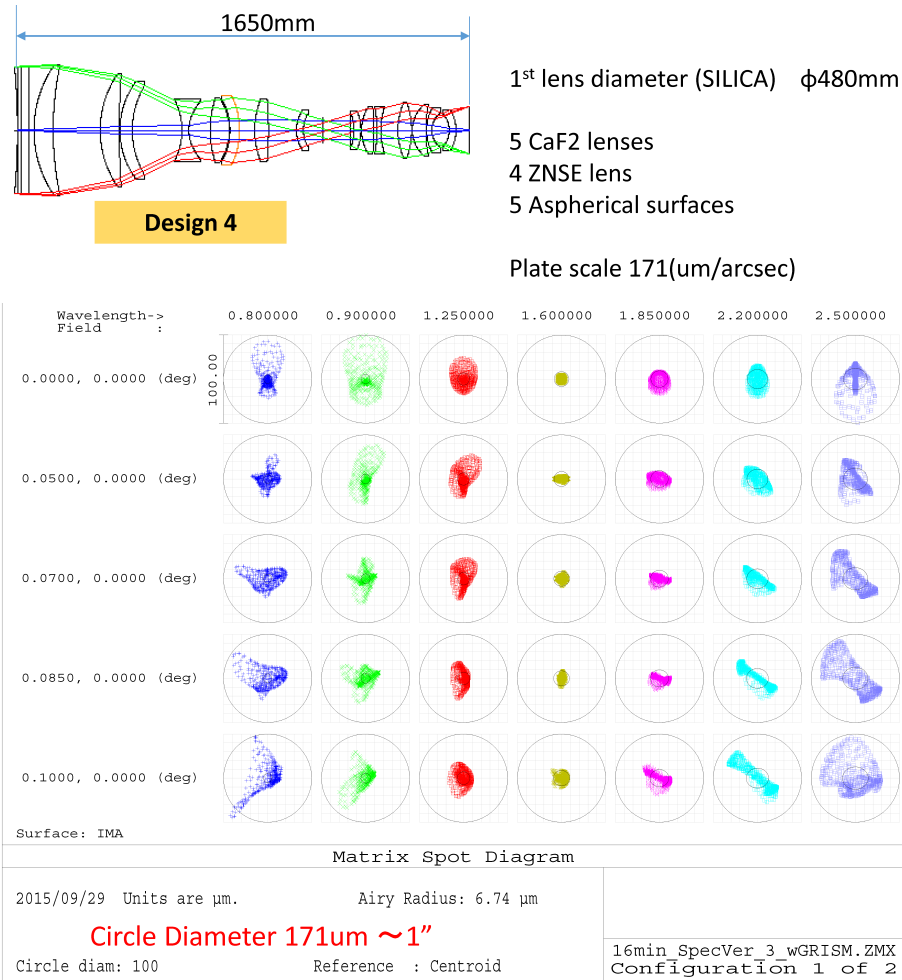 1650mm
1st lens diameter (SILICA) ϕ480mm
5 CaF2 lenses
4 ZNSE lens
5 Aspherical surfaces
Design 4
Plate scale 171(um/arcsec)
Wavelength->
Field :
0.800000 0.900000 1.250000 1.600000 1.850000 2.200000 2.500000
100.00
0.0000, 0.0000 (deg)
0.0500, 0.0000 (deg)
0.0700, 0.0000 (deg)
0.0850, 0.0000 (deg)
0.1000, 0.0000 (deg)
Surface: IMA
Matrix Spot Diagram
2015/09/29 Units are µm. Airy Radius: 6.74 µm
Circle Diameter 171um ～1”
Circle diam: 100 Reference : Centroid
16min_SpecVer_3_wGRISM.ZMX
Configuration 1 of 2